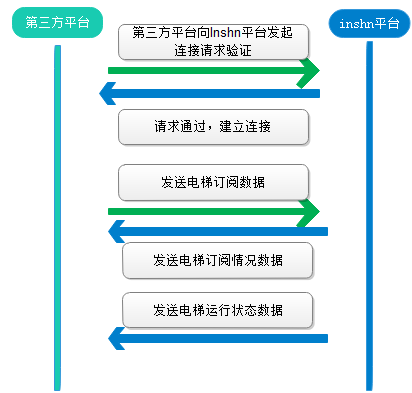 第三方平台
inshn平台
第三方平台向Inshn平台发起
连接请求验证
请求通过，建立连接
发送电梯订阅数据
发送电梯订阅情况数据
发送电梯运行状态数据